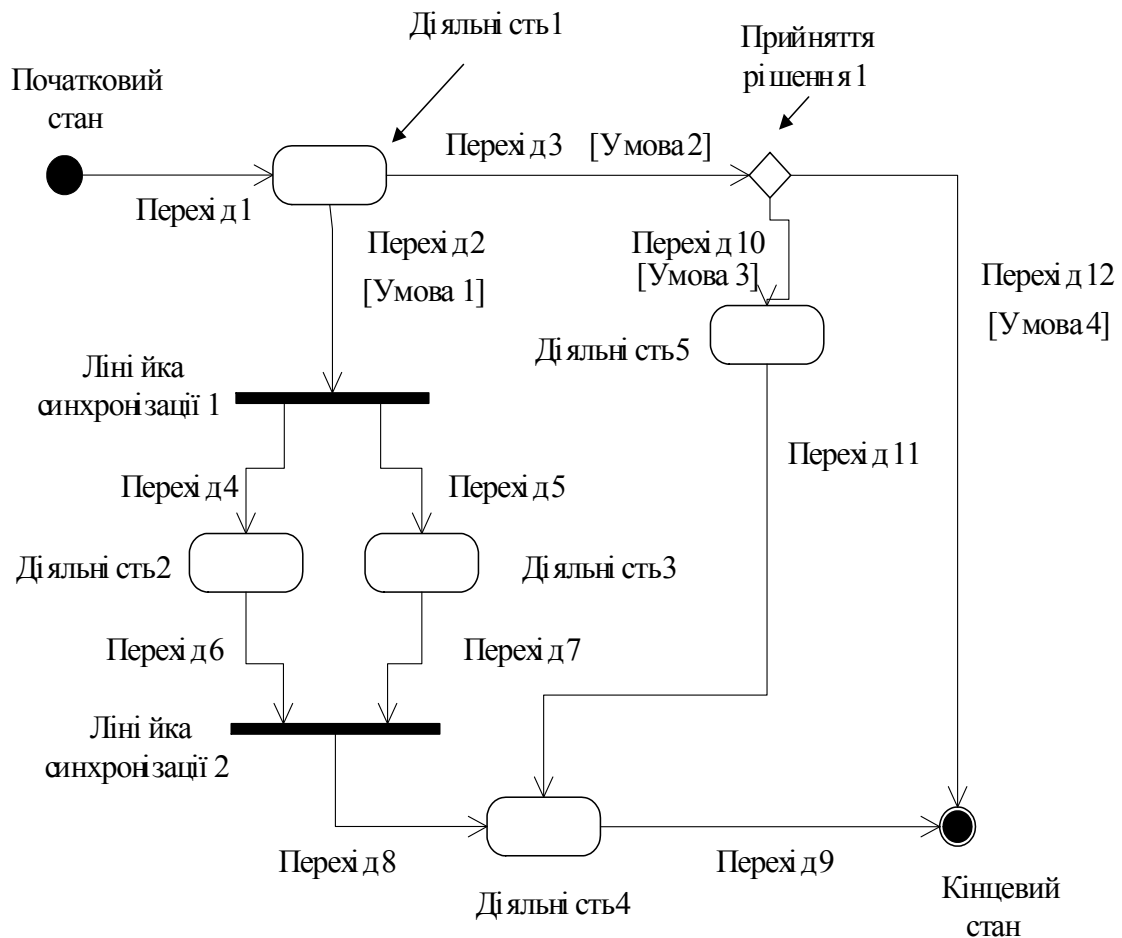 Діяльність1
Прийняття
рішення1
Початковий
стан
Перехід3 [Умова2]
Перехід1
Перехід2
[Умова 1]
Перехід10
[Умова 3]
Перехід12
[Умова4]
Діяльність5
Лінійка
синхронізації 1
Перехід11
Перехід4
Перехід5
Діяльність2
Діяльність3
Перехід6
Перехід7
Лінійка
синхронізації 2
Перехід8
Перехід9
Діяльність4
Кінцевий
стан